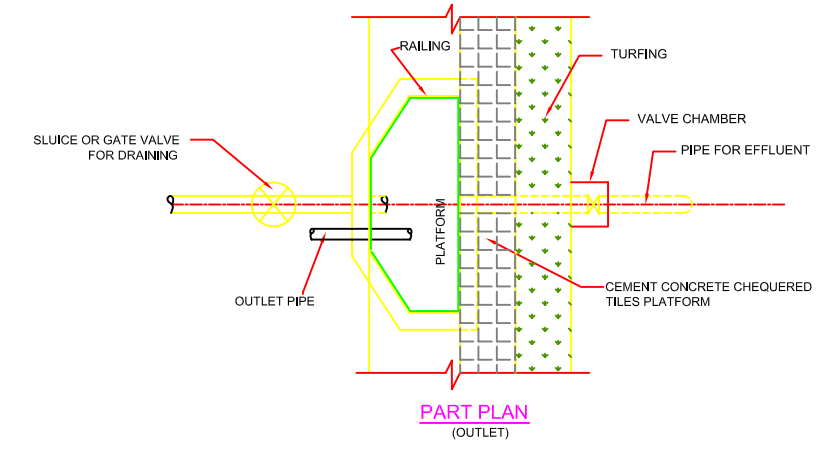 RAILING
TURFING
VALVE CHAMBER
SLUICE OR GATE VALVE
FOR DRAINING
PIPE FOR EFFLUENT
PLATFORM
OUTLET PIPE
CEMENT CONCRETE CHEQUERED
TILES PLATFORM
PART PLAN
(OUTLET)